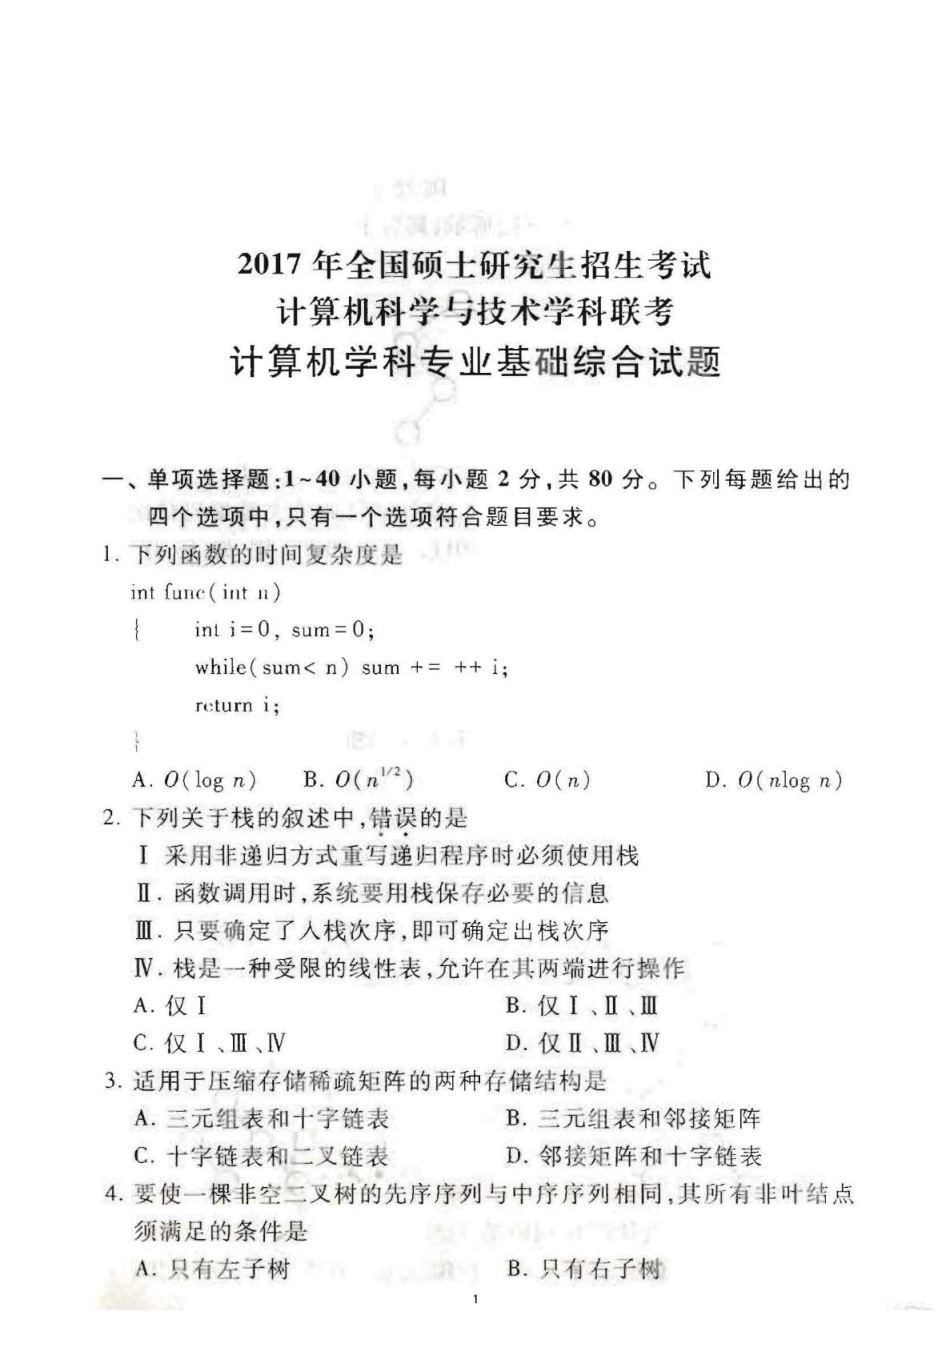 2017 年全国硕士研究生招生考试
计算机科学与技术学科联考
计算机学科专业基础综合试题
一、单项选择题:1~40 小题,每小题 2 分,共 80 分。下列每题给出的
四个选项中,只有一个选项符合题目要求。
1. 下列函数的时间复杂度是
int func( int n)
{ int i=0, sum=0;
while( sum< n) sum += ++ i;
return i;
}
A. O( log n) B. O( n^{1/2} ) C. O( n ) D. O( nlog n)
2. 下列关于栈的叙述中,错误的是
Ⅰ 采用非递归方式重写递归程序时必须使用栈
Ⅱ. 函数调用时,系统要用栈保存必要的信息
Ⅲ. 只要确定了入栈次序,即可确定出栈次序
Ⅳ. 栈是一种受限的线性表,允许在其两端进行操作
A. 仅 Ⅰ B. 仅 Ⅰ、Ⅱ、Ⅲ
C. 仅 Ⅰ、Ⅲ、Ⅳ D. 仅 Ⅱ、Ⅲ、Ⅳ
3. 适用于压缩存储稀疏矩阵的两种存储结构是
A. 三元组表和十字链表 B. 三元组表和邻接矩阵
C. 十字链表和二叉链表 D. 邻接矩阵和十字链表
4. 要使一棵非空二叉树的先序序列与中序序列相同,其所有非叶结点
须满足的条件是
A. 只有左子树 B. 只有右子树
1